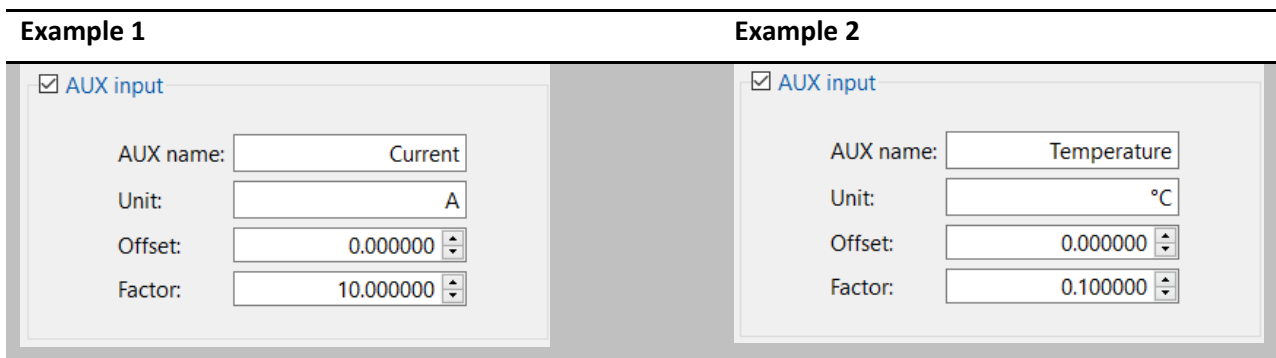 Example 1
Example 2
AUX input
AUX name: Current
Unit: A
Offset: 0.000000
Factor: 10.000000
AUX input
AUX name: Temperature
Unit: °C
Offset: 0.000000
Factor: 0.100000